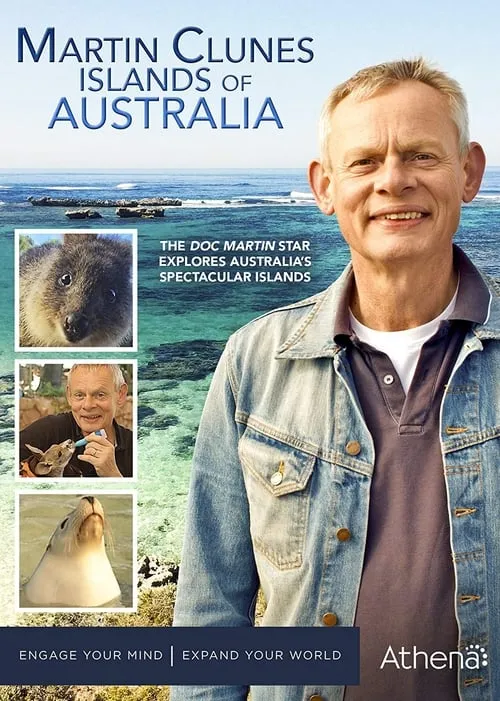 MARTIN CLUNES
ISLANDS OF
AUSTRALIA
THE DOC MARTIN STAR
EXPLORES AUSTRALIA'S
SPECTACULAR ISLANDS
ENGAGE YOUR MIND | EXPAND YOUR WORLD
Athena